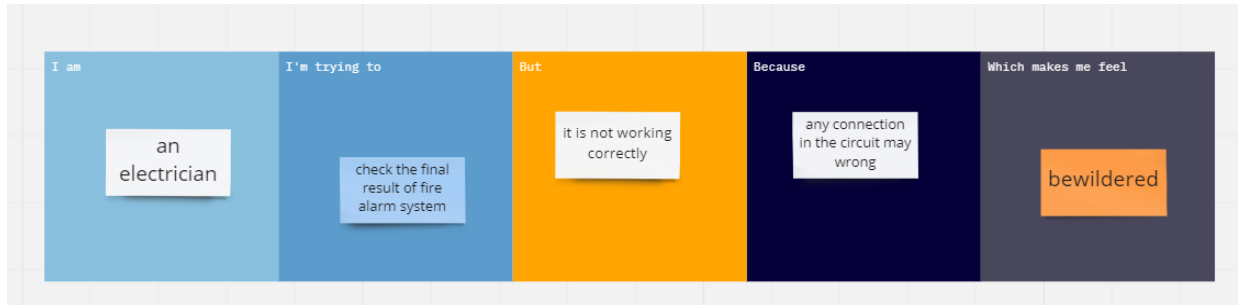 I am
an
electrician
I'm trying to
check the final
result of fire
alarm system
But
it is not working
correctly
Because
any connection
in the circuit may
wrong
Which makes me feel
bewildered